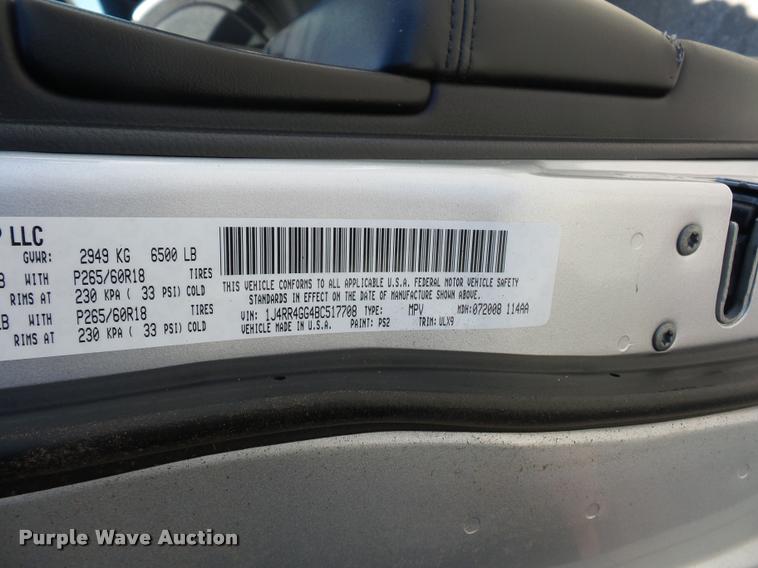 LLC
GVWR: 2949 KG 6500 LB
WITH P265/60R18 TIRES
RIMS AT 230 KPA ( 33 PSI) COLD
WITH P265/60R18 TIRES
RIMS AT 230 KPA ( 33 PSI) COLD
THIS VEHICLE CONFORMS TO ALL APPLICABLE U.S.A. FEDERAL MOTOR VEHICLE SAFETY
STANDARDS IN EFFECT ON THE DATE OF MANUFACTURE SHOWN ABOVE.
VIN: 1J4RR4GG4BC517708 TYPE: MPV MDH: 072008 114AA
VEHICLE MADE IN U.S.A. PAINT: PS2 TRIM: VLX9
Purple Wave Auction